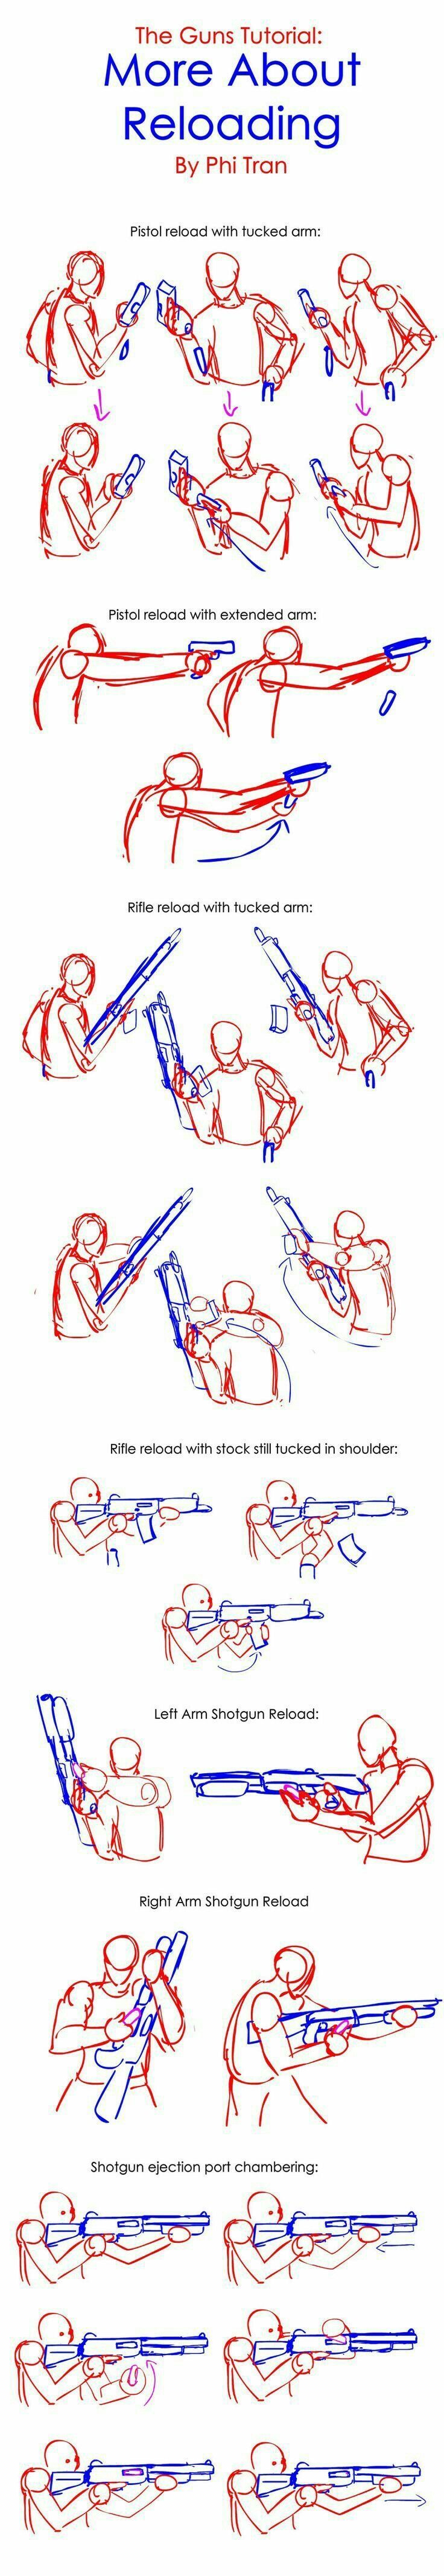 The Guns Tutorial:
More About
Reloading
By Phi Tran
Pistol reload with tucked arm:
Pistol reload with extended arm:
Rifle reload with tucked arm:
Rifle reload with stock still tucked in shoulder:
Left Arm Shotgun Reload:
Right Arm Shotgun Reload
Shotgun ejection port chambering: